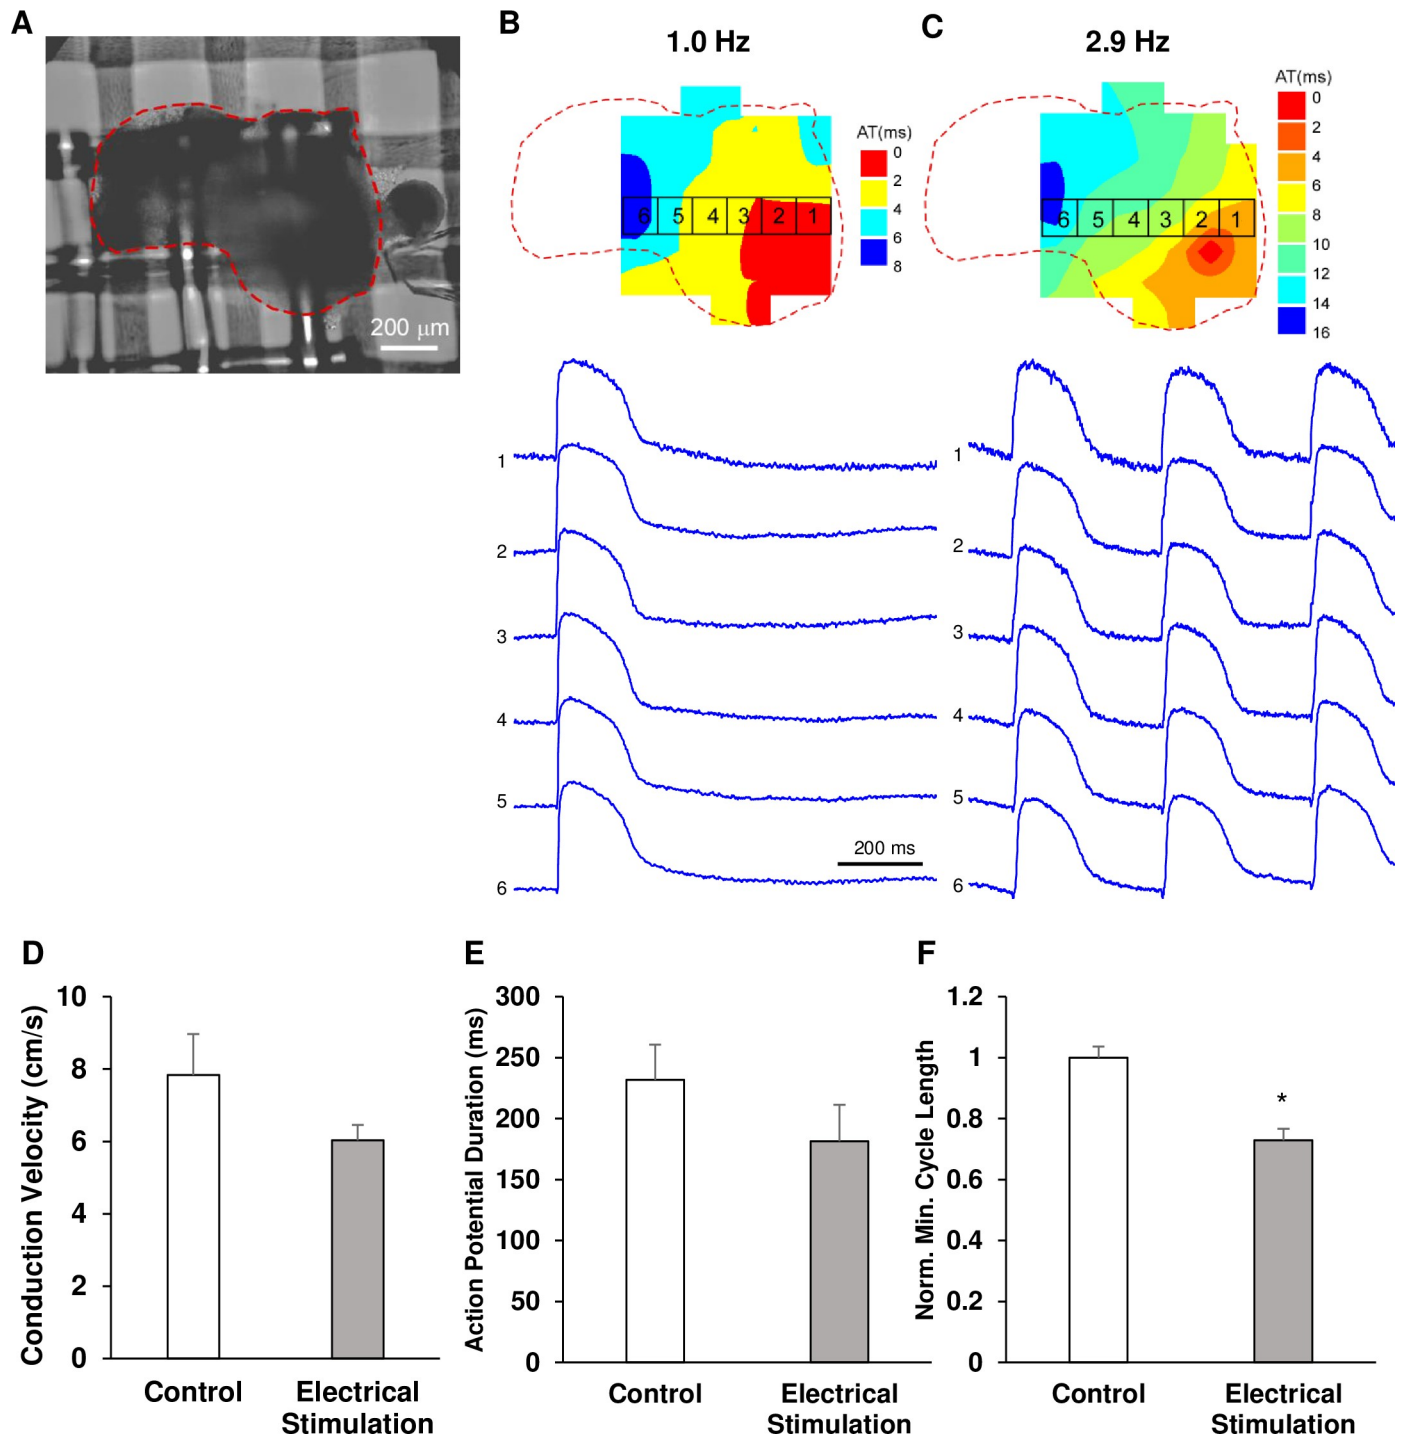 A
200 μm
B
1.0 Hz
AT(ms)
0
2
4
6
8
6 5 4 3 2 1
C
2.9 Hz
AT(ms)
0
2
4
6
8
10
12
14
16
6 5 4 3 2 1
1
2
3
4
5
6
200 ms
1
2
3
4
5
6
D
Conduction Velocity (cm/s)
10
8
6
4
2
0
Control
Electrical
Stimulation
E
Action Potential Duration (ms)
300
250
200
150
100
50
0
Control
Electrical
Stimulation
F
Norm. Min. Cycle Length
1.2
1
0.8
0.6
0.4
0.2
0
*
Control
Electrical
Stimulation